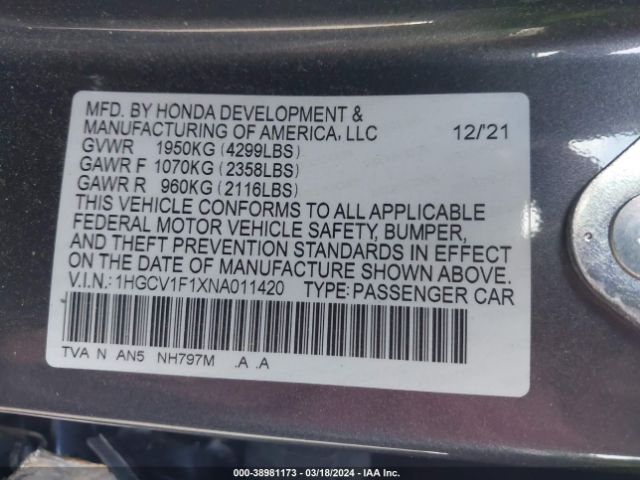 MFD. BY HONDA DEVELOPMENT &
MANUFACTURING OF AMERICA, LLC 12/'21
GVWR 1950KG (4299LBS)
GAWR F 1070KG (2358LBS)
GAWR R 960KG (2116LBS)
THIS VEHICLE CONFORMS TO ALL APPLICABLE
FEDERAL MOTOR VEHICLE SAFETY, BUMPER,
AND THEFT PREVENTION STANDARDS IN EFFECT
ON THE DATE OF MANUFACTURE SHOWN ABOVE.
V.I.N.: 1HGCV1F1XNA011420 TYPE: PASSENGER CAR
TVA N AN5 NH797M .A .A
000-38981173 — 03/18/2024 — IAA Inc.